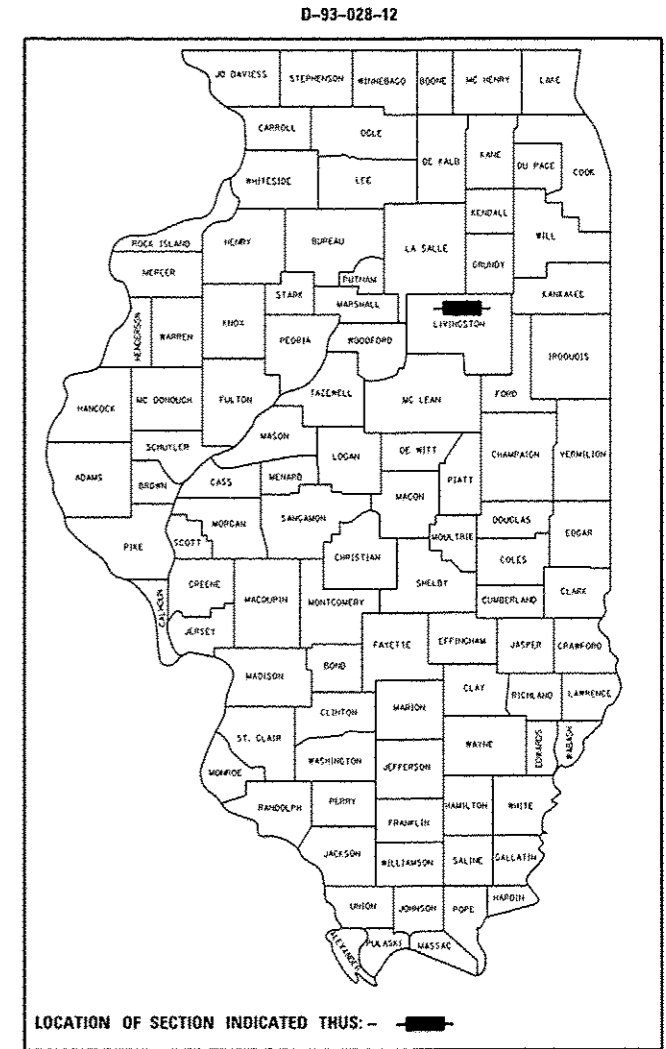 D-93-028-12
JO DAVIESS STEPHENSON WINNEBAGO BOONE MC HENRY LAKE
CARROLL OGLE DE KALB KANE DU PAGE COOK
WHITESIDE LEE
KENDALL
ROCK ISLAND HENRY BUREAU LA SALLE WILL
MERCER PUTNAM GRUNDY
STARK MARSHALL KANKAKEE
HENDERSON WARREN KNOX PEORIA WOODFORD LIVINGSTON
IROQUOIS
HANCOCK MC DONOUGH FULTON TAZEWELL MC LEAN FORD
MASON
SCHUYLER LOGAN DE WITT CHAMPAIGN VERMILION
ADAMS BROWN CASS MENARD PIATT
MACON
MORGAN SANGAMON DOUGLAS
PIKE SCOTT CHRISTIAN MOULTRIE EDGAR
COLES
GREENE SHELBY
CALHOUN MACOUPIN MONTGOMERY CUMBERLAND CLARK
JERSEY
FAYETTE EFFINGHAM JASPER CRAWFORD
BOND
MADISON CLAY RICHLAND LAWRENCE
CLINTON MARION
ST. CLAIR WAYNE EDWARDS WABASH
WASHINGTON JEFFERSON
MONROE
RANDOLPH PERRY HAMILTON WHITE
FRANKLIN
JACKSON WILLIAMSON SALINE GALLATIN
UNION JOHNSON POPE HARDIN
ALEXANDER PULASKI MASSAC
LOCATION OF SECTION INDICATED THUS: -